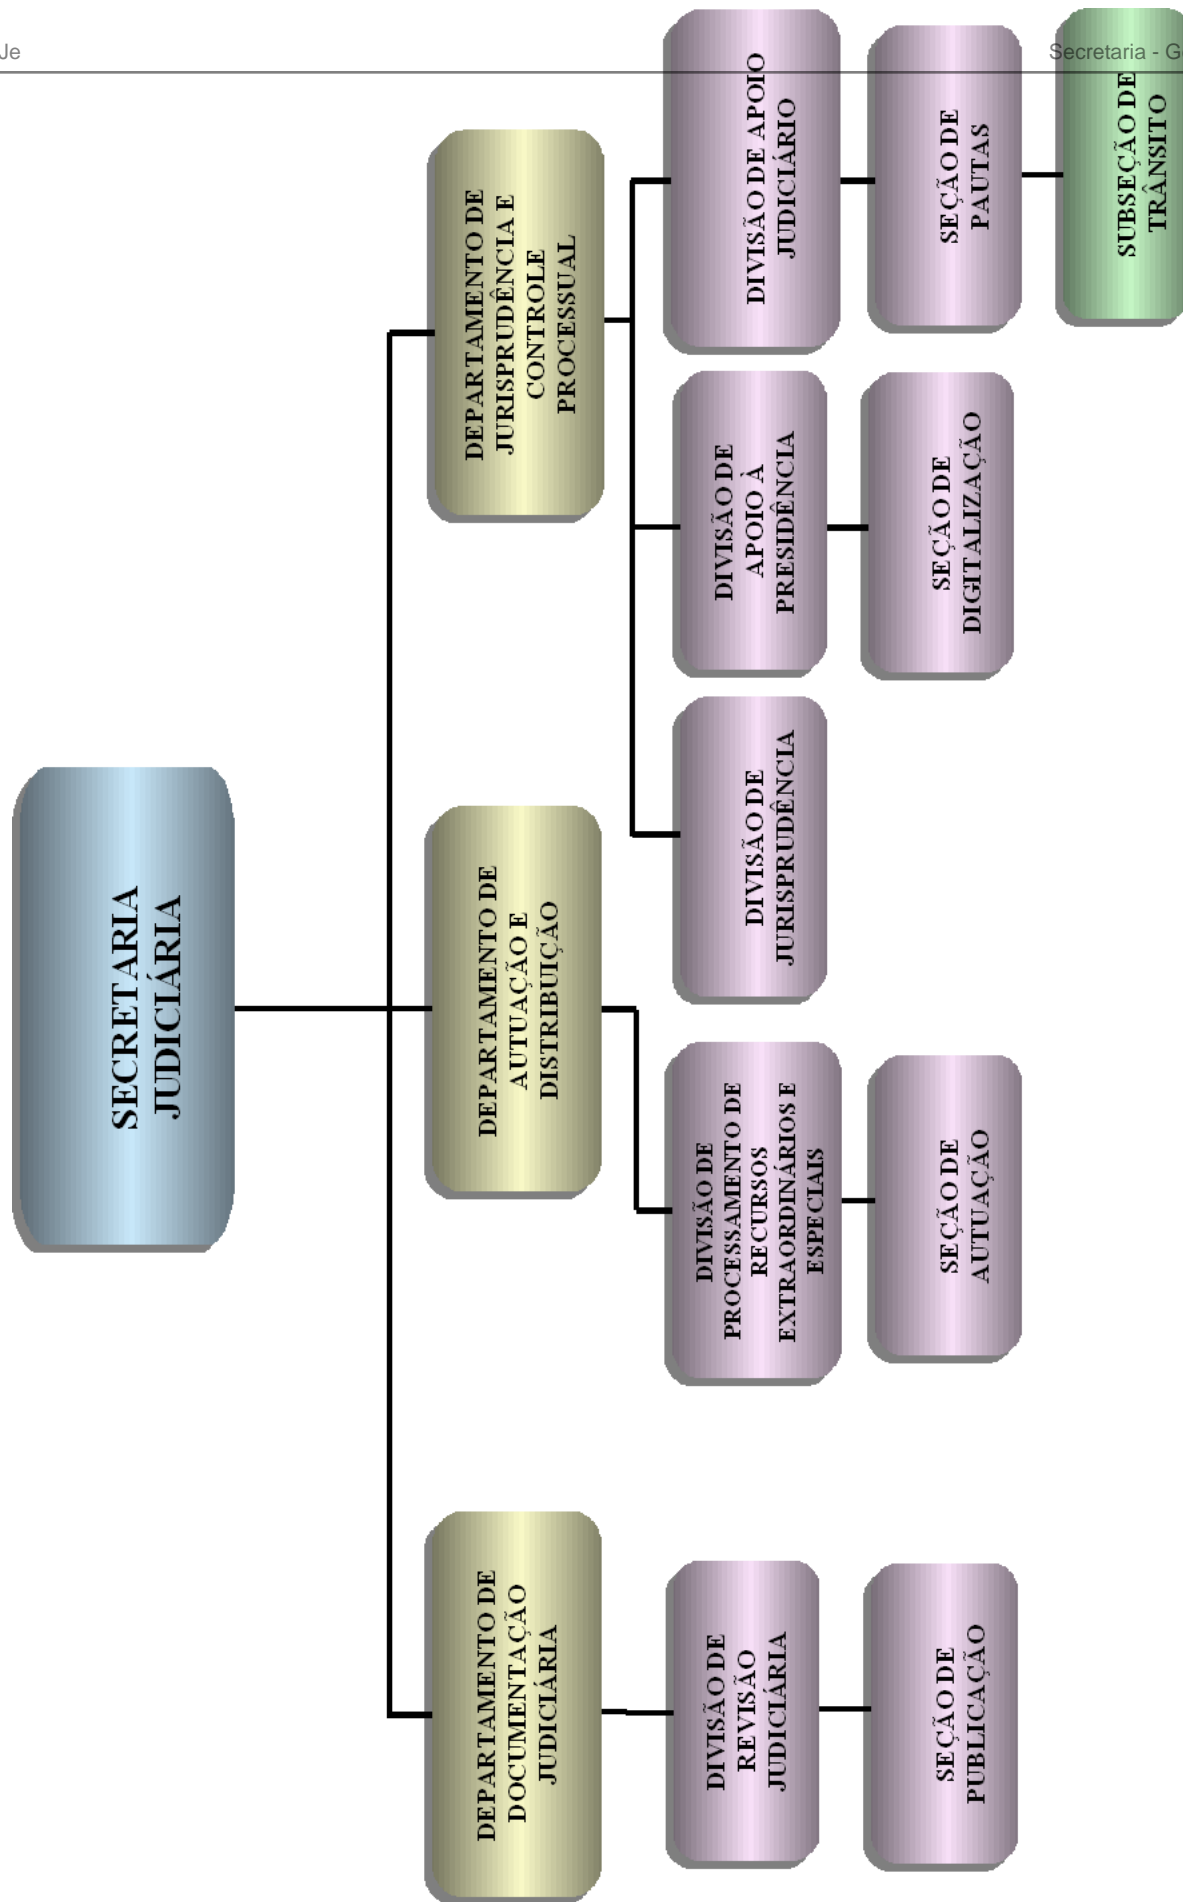 Je
Secretaria - G
SECRETARIA
JUDICIÁRIA
DEPARTAMENTO DE
DOCUMENTAÇÃO
JUDICIÁRIA
DEPARTAMENTO DE
AUTUAÇÃO E
DISTRIBUIÇÃO
DEPARTAMENTO DE
JURISPRUDÊNCIA E
CONTROLE
PROCESSUAL
DIVISÃO DE
REVISÃO
JUDICIÁRIA
DIVISÃO DE
PROCESSAMENTO DE
RECURSOS
EXTRAORDINÁRIOS E
ESPECIAIS
DIVISÃO DE
JURISPRUDÊNCIA
DIVISÃO DE
APOIO À
PRESIDÊNCIA
DIVISÃO DE APOIO
JUDICIÁRIO
SEÇÃO DE
PUBLICAÇÃO
SEÇÃO DE
AUTUAÇÃO
SEÇÃO DE
DIGITALIZAÇÃO
SEÇÃO DE
PAUTAS
SUBSEÇÃO DE
TRÂNSITO